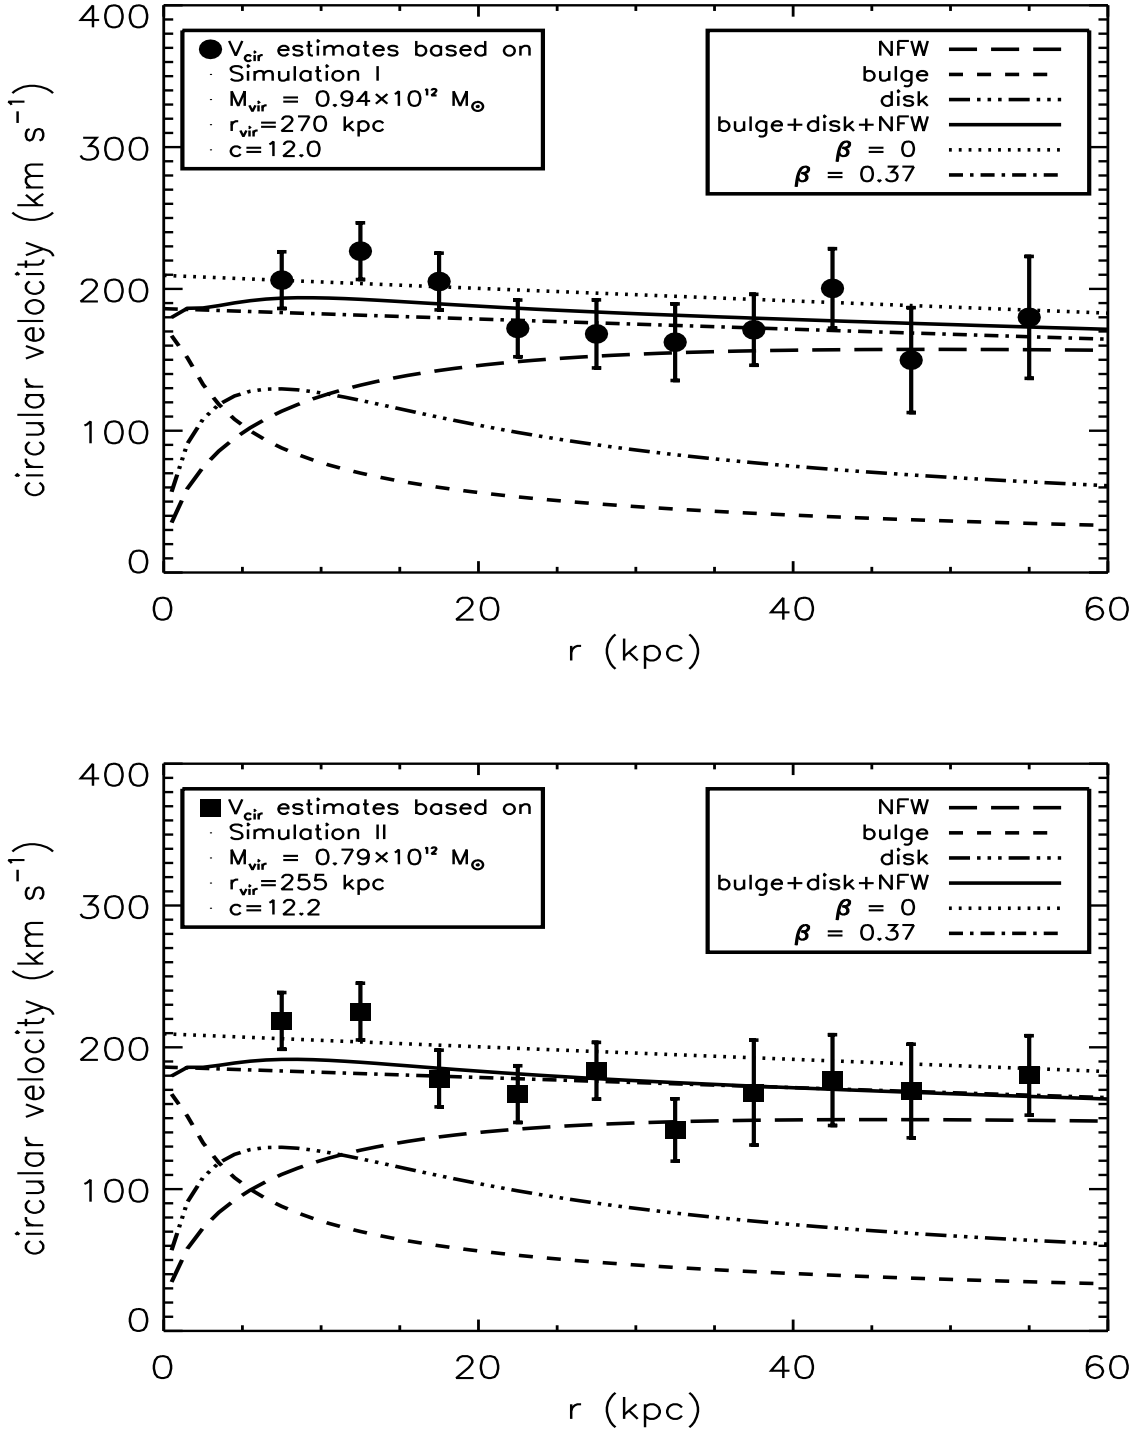 400
300
200
100
0
circular velocity (km s⁻¹)
V_cir estimates based on
Simulation I
M_vir = 0.94×10¹² M_⊙
r_vir=270 kpc
c=12.0
NFW
bulge
disk
bulge+disk+NFW
β = 0
β = 0.37
0 20 40 60
r (kpc)
400
300
200
100
0
circular velocity (km s⁻¹)
V_cir estimates based on
Simulation II
M_vir = 0.79×10¹² M_⊙
r_vir=255 kpc
c=12.2
NFW
bulge
disk
bulge+disk+NFW
β = 0
β = 0.37
0 20 40 60
r (kpc)